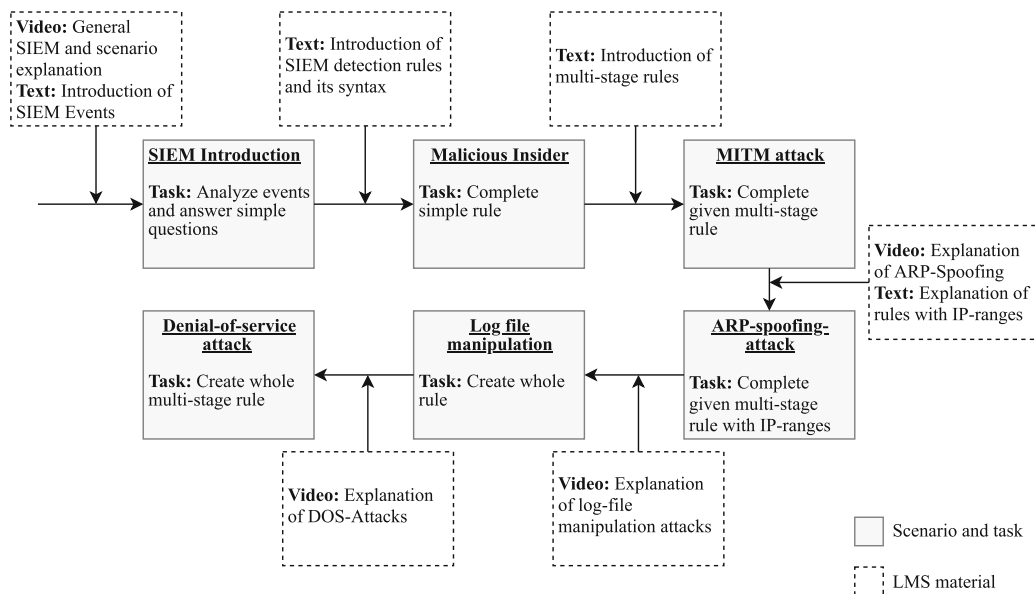 Video: General
SIEM and scenario
explanation
Text: Introduction of
SIEM Events
Text: Introduction of
SIEM detection rules
and its syntax
Text: Introduction of
multi-stage rules
SIEM Introduction
Task: Analyze events
and answer simple
questions
Malicious Insider
Task: Complete
simple rule
MITM attack
Task: Complete
given multi-stage
rule
Video: Explanation
of ARP-Spoofing
Text: Explanation of
rules with IP-ranges
Denial-of-service
attack
Task: Create whole
multi-stage rule
Log file
manipulation
Task: Create whole
rule
ARP-spoofing-
attack
Task: Complete
given multi-stage
rule with IP-ranges
Video: Explanation
of DOS-Attacks
Video: Explanation
of log-file
manipulation attacks
Scenario and task
LMS material